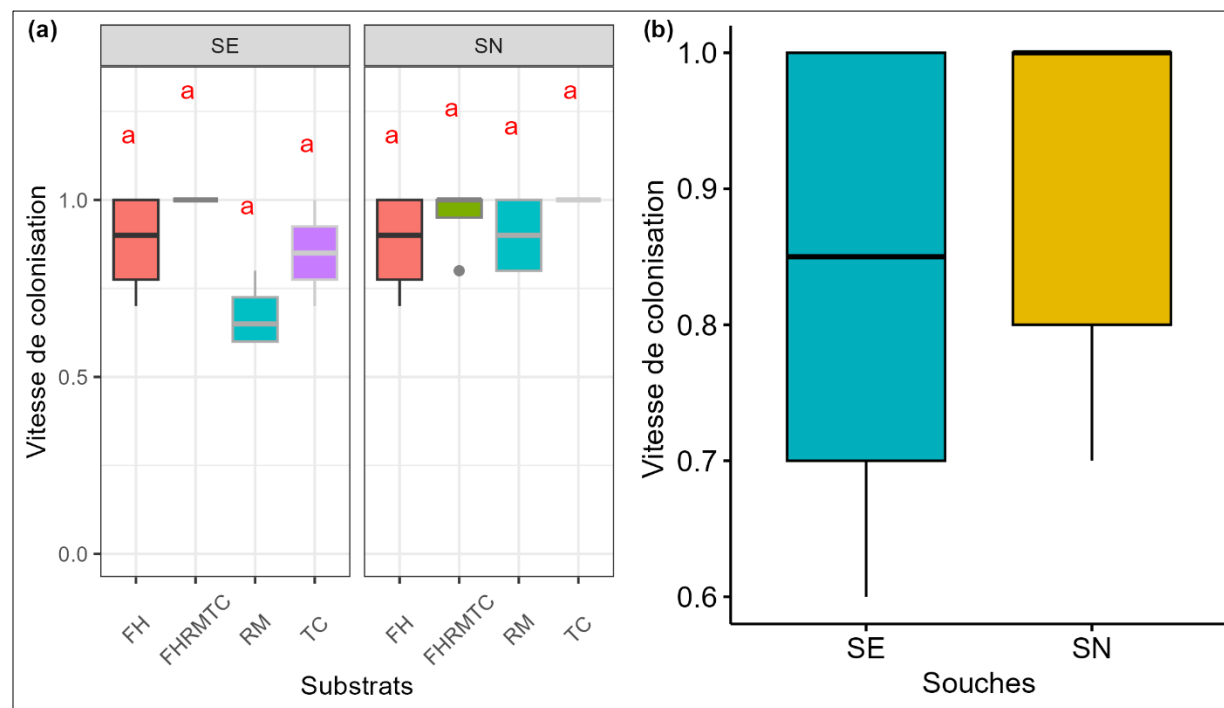 (a)
SE
SN
a
a
a
a
a
a
a
a
Vitesse de colonisation
1.0
0.5
0.0
FH
FHRMTC
RM
TC
FH
FHRMTC
RM
TC
Substrats
(b)
Vitesse de colonisation
1.0
0.9
0.8
0.7
0.6
SE
SN
Souches